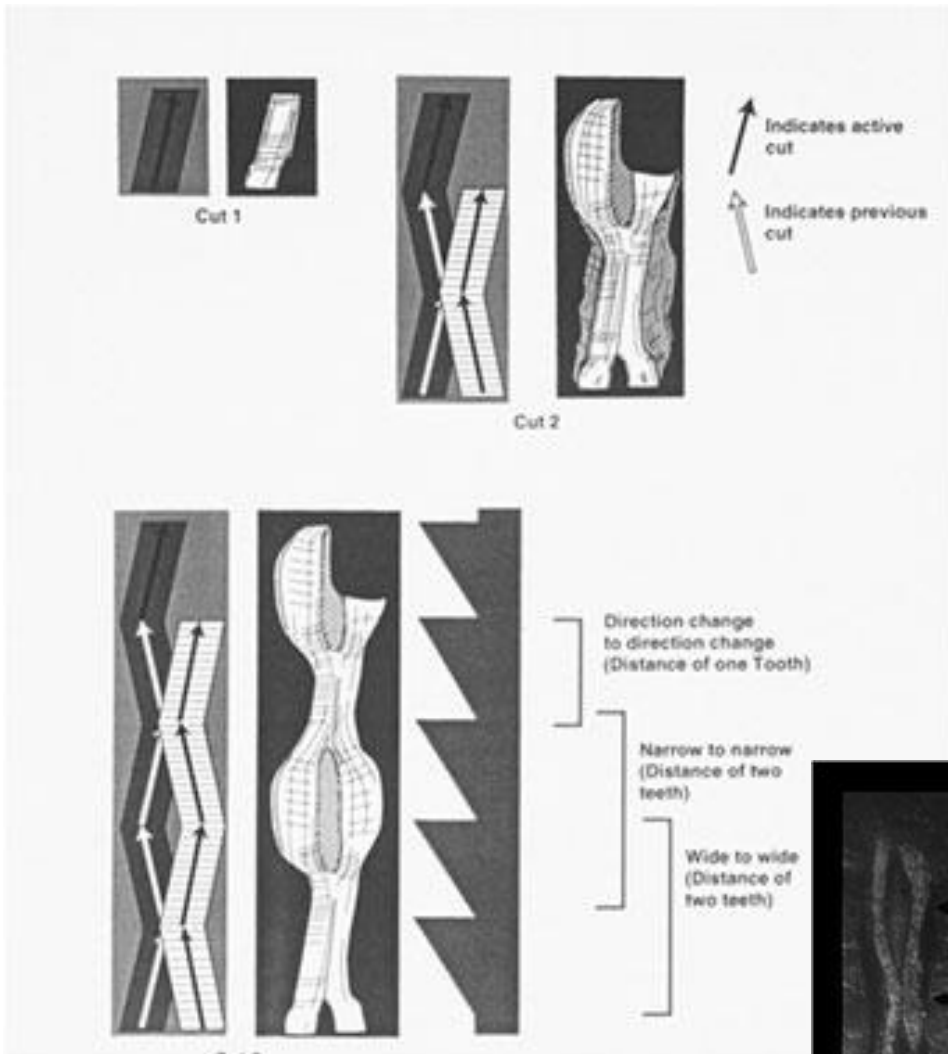 Cut 1
Cut 2
Indicates active
cut
Indicates previous
cut
Direction change
to direction change
(Distance of one Tooth)
Narrow to narrow
(Distance of two
teeth)
Wide to wide
(Distance of
two teeth)